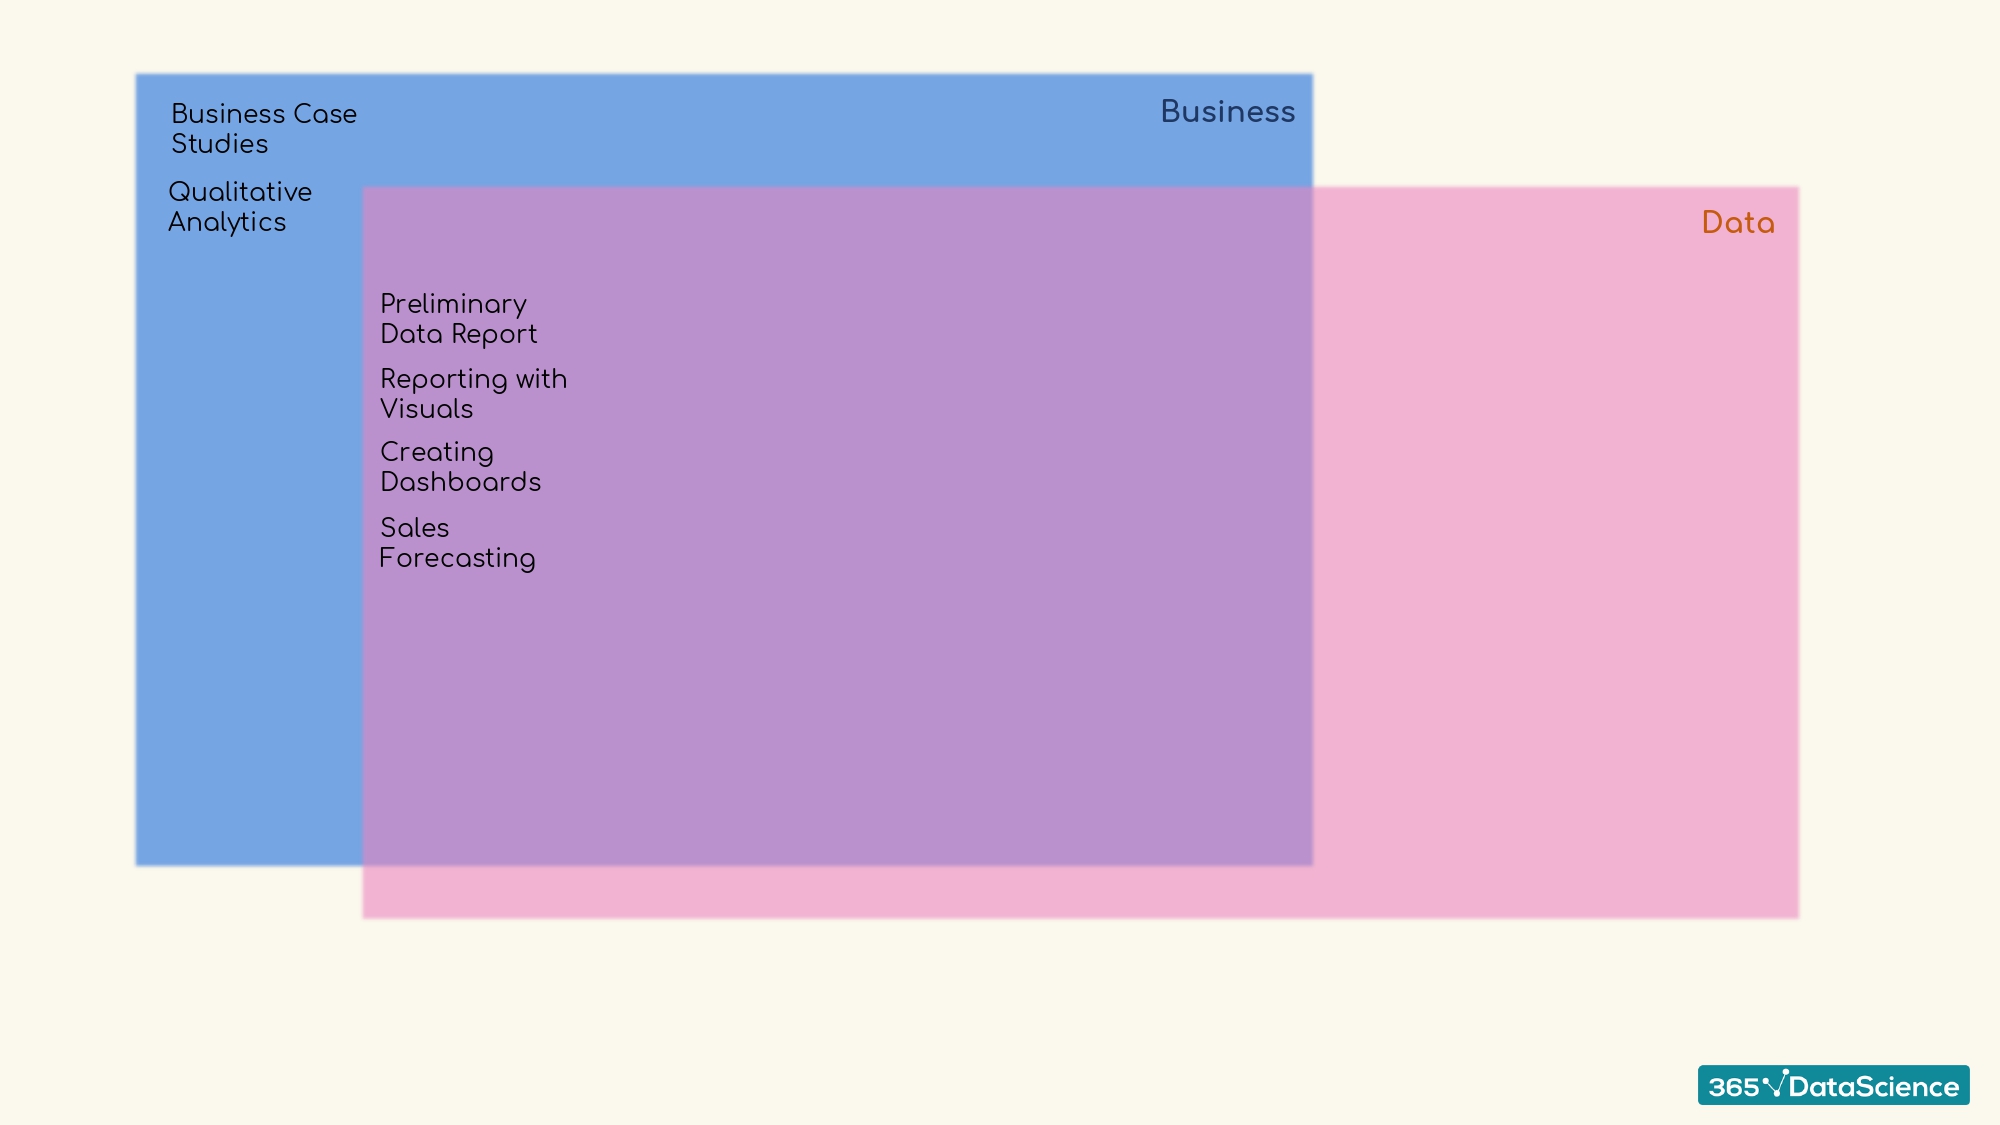 Business Case
Studies
Business
Qualitative
Analytics
Data
Preliminary
Data Report
Reporting with
Visuals
Creating
Dashboards
Sales
Forecasting
365 DataScience